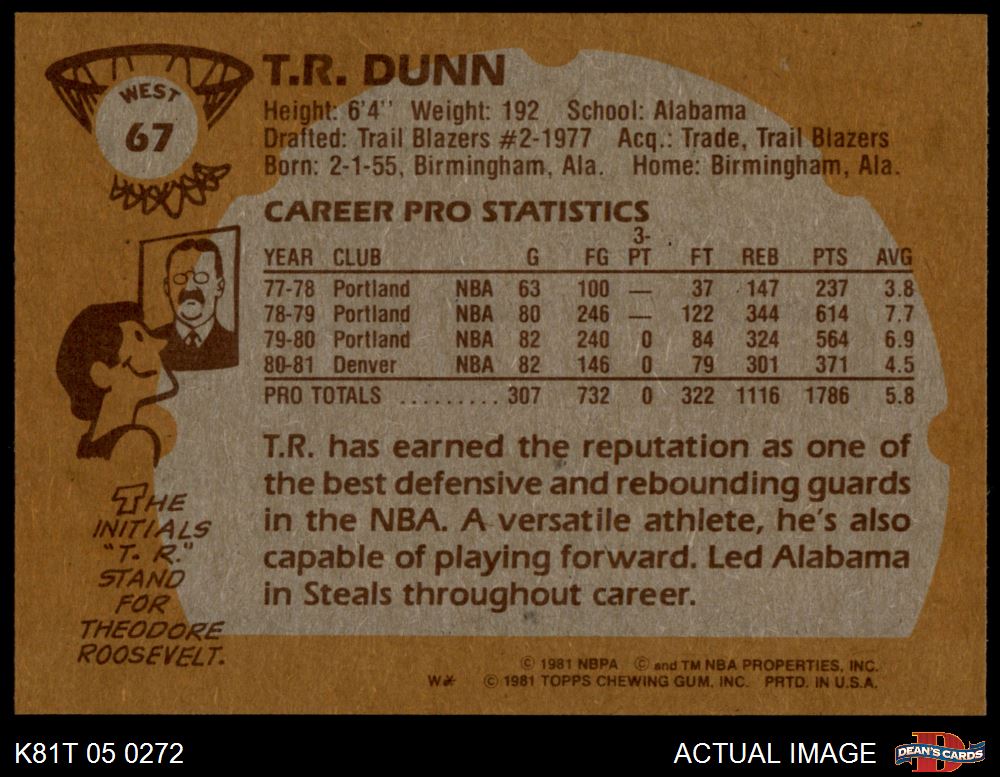 WEST
67
T.R. DUNN
Height: 6'4'' Weight: 192 School: Alabama
Drafted: Trail Blazers #2-1977 Acq.: Trade, Trail Blazers
Born: 2-1-55, Birmingham, Ala. Home: Birmingham, Ala.
CAREER PRO STATISTICS
YEAR CLUB G FG 3-PT FT REB PTS AVG
77-78 Portland NBA 63 100 — 37 147 237 3.8
78-79 Portland NBA 80 246 — 122 344 614 7.7
79-80 Portland NBA 82 240 0 84 324 564 6.9
80-81 Denver NBA 82 146 0 79 301 371 4.5
PRO TOTALS ......... 307 732 0 322 1116 1786 5.8
T.R. has earned the reputation as one of
the best defensive and rebounding guards
in the NBA. A versatile athlete, he's also
capable of playing forward. Led Alabama
in Steals throughout career.
THE
INITIALS
"T. R."
STAND
FOR
THEODORE
ROOSEVELT.
© 1981 NBPA © and TM NBA PROPERTIES, INC.
W* © 1981 TOPPS CHEWING GUM, INC. PRTD. IN U.S.A.
K81T 05 0272
ACTUAL IMAGE
D
DEAN'S CARDS